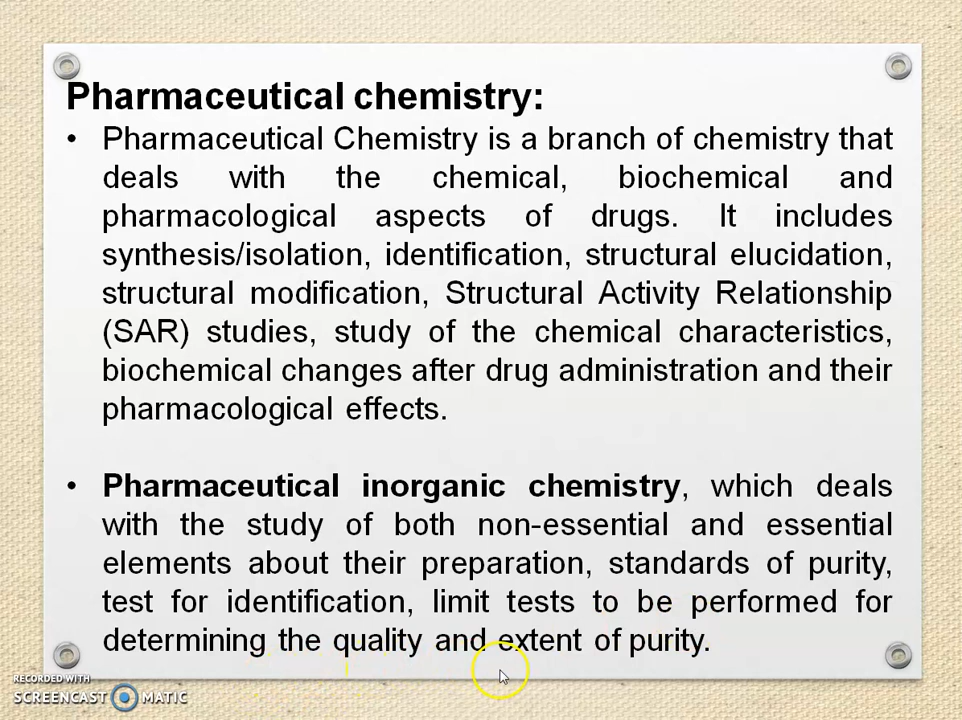 Pharmaceutical chemistry:
• Pharmaceutical Chemistry is a branch of chemistry that
deals with the chemical, biochemical and
pharmacological aspects of drugs. It includes
synthesis/isolation, identification, structural elucidation,
structural modification, Structural Activity Relationship
(SAR) studies, study of the chemical characteristics,
biochemical changes after drug administration and their
pharmacological effects.
• Pharmaceutical inorganic chemistry, which deals
with the study of both non-essential and essential
elements about their preparation, standards of purity,
test for identification, limit tests to be performed for
determining the quality and extent of purity.
RECORDED WITH
SCREENCAST MATIC